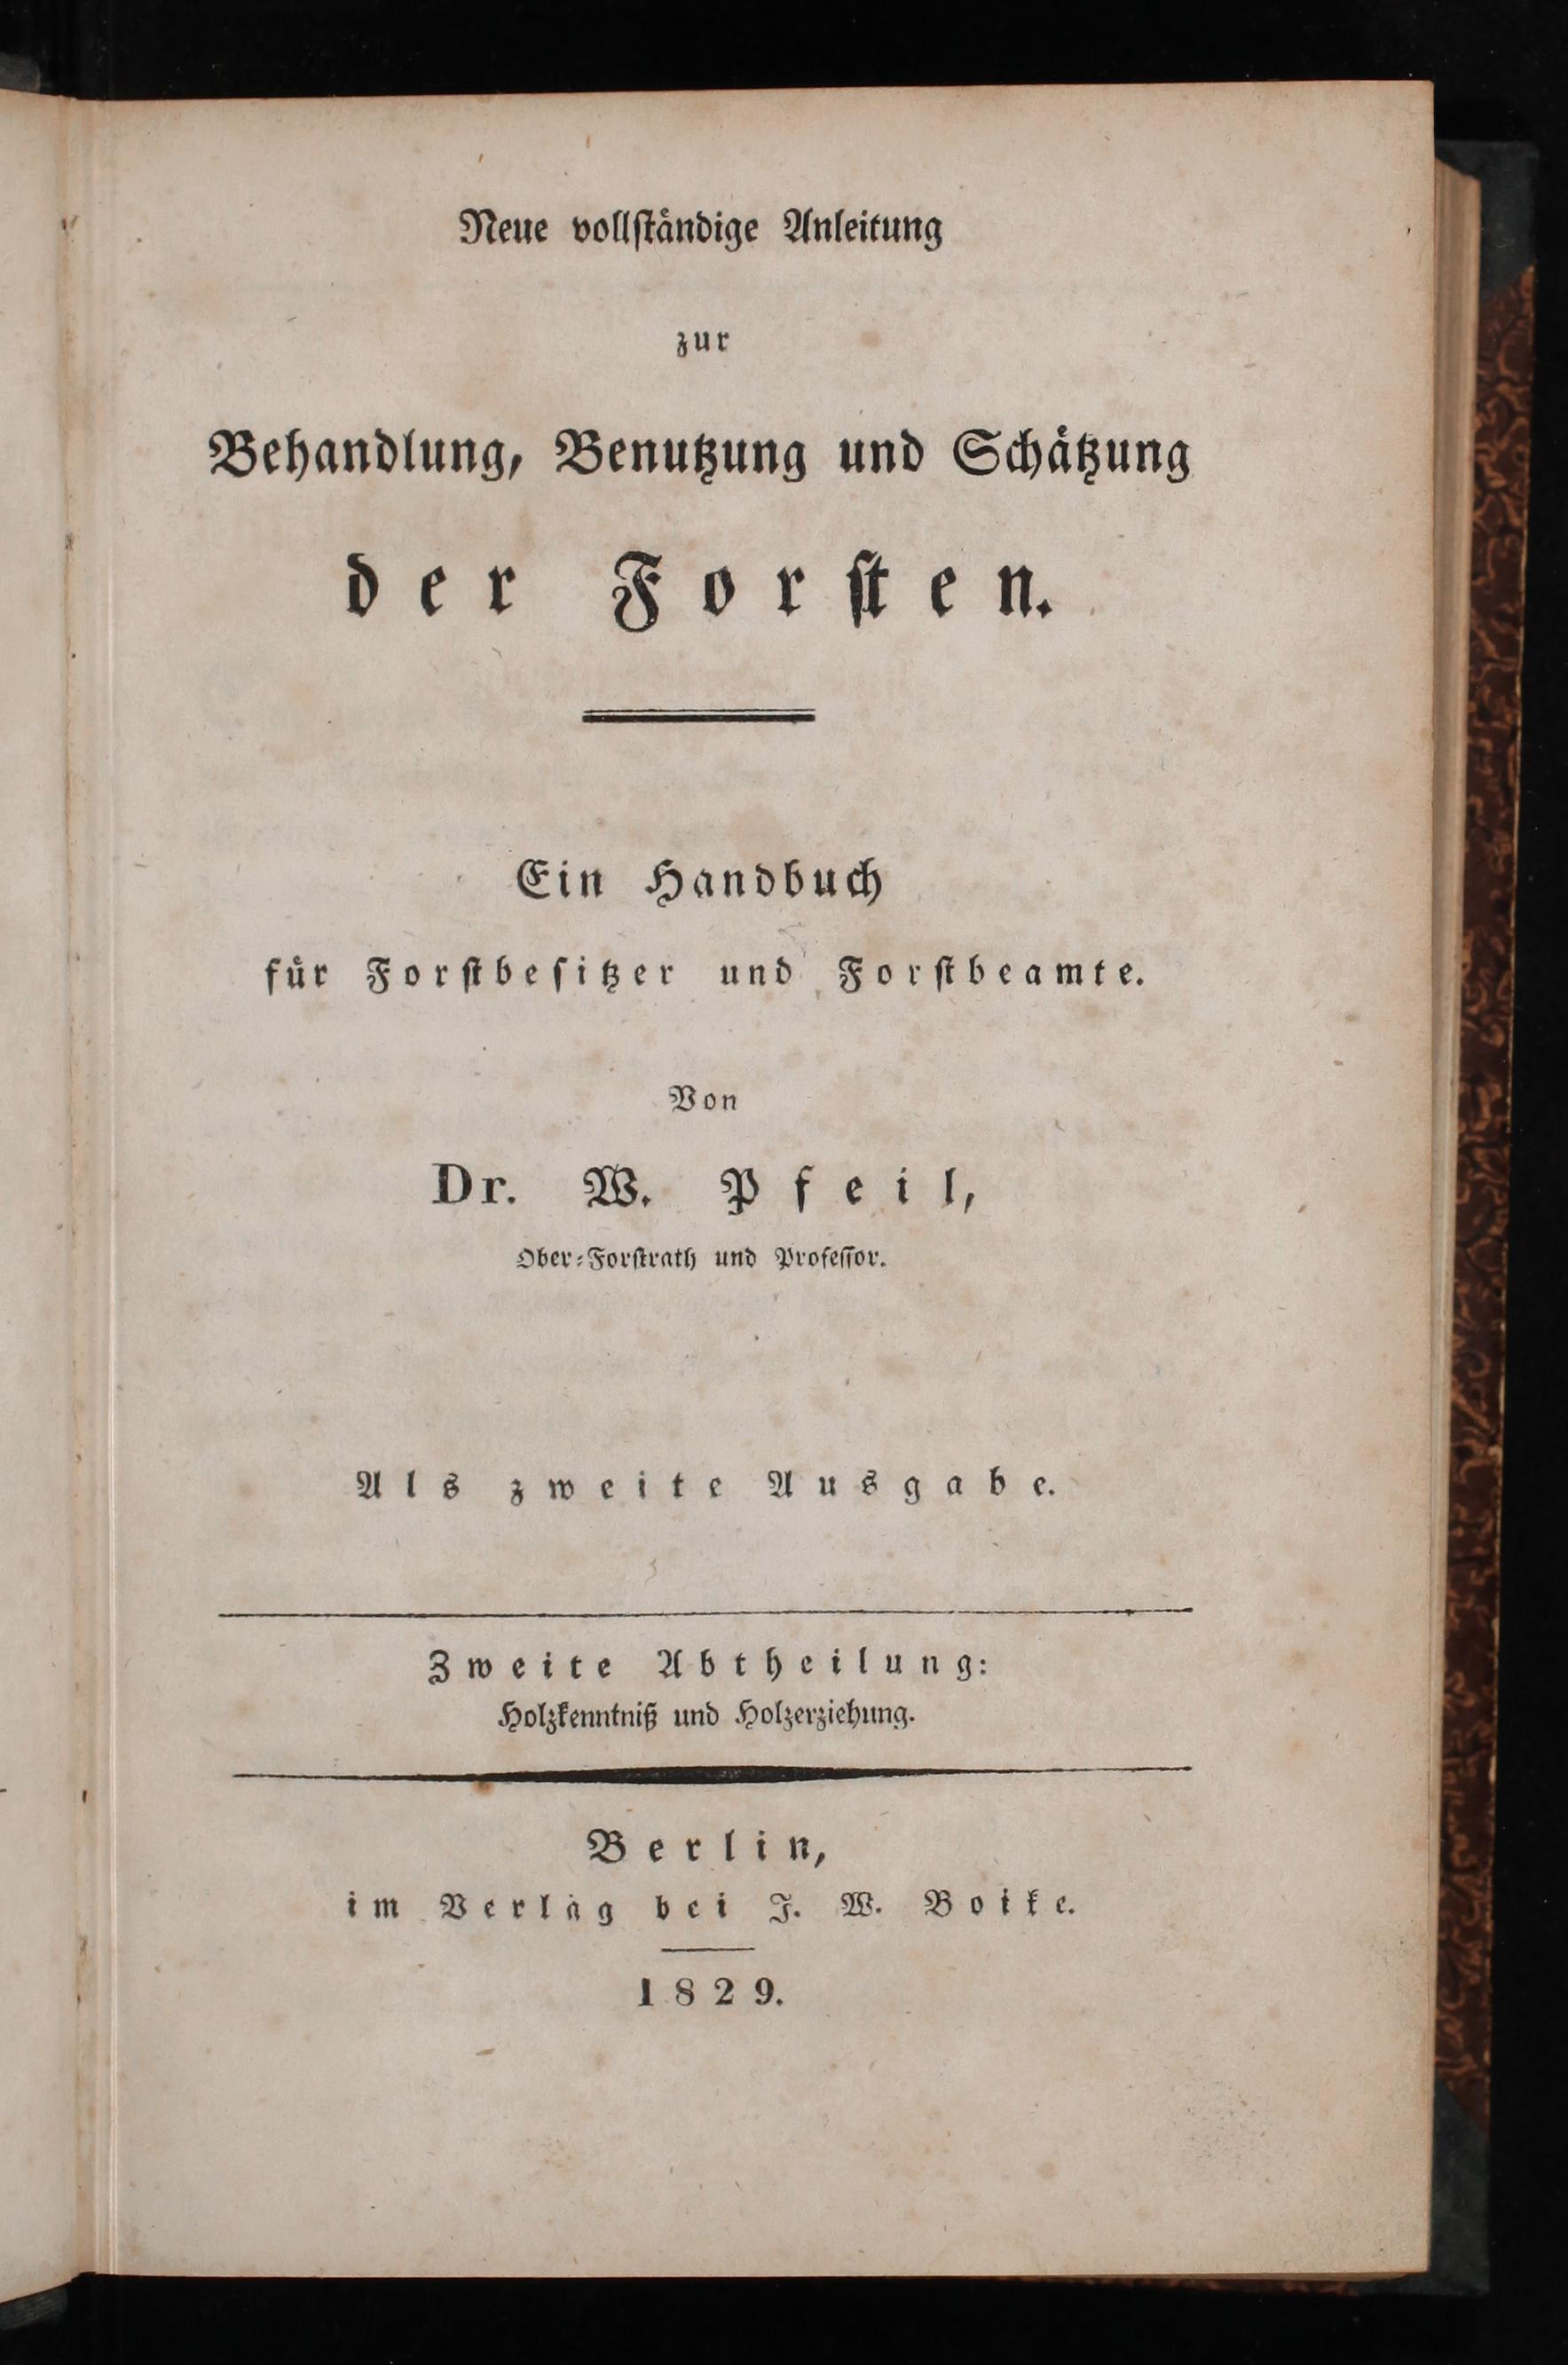 Neue vollſtändige Anleitung
zur
Behandlung, Benutzung und Schätzung
der Forſten.
Ein Handbuch
für Forſtbeſitzer und Forſtbeamte.
Von
Dr. W. Pfeil,
Ober-Forſtrath und Profeſſor.
Als zweite Ausgabe.
Zweite Abtheilung:
Holzkenntniß und Holzerziehung.
Berlin,
im Verlag bei J. W. Boike.
1829.